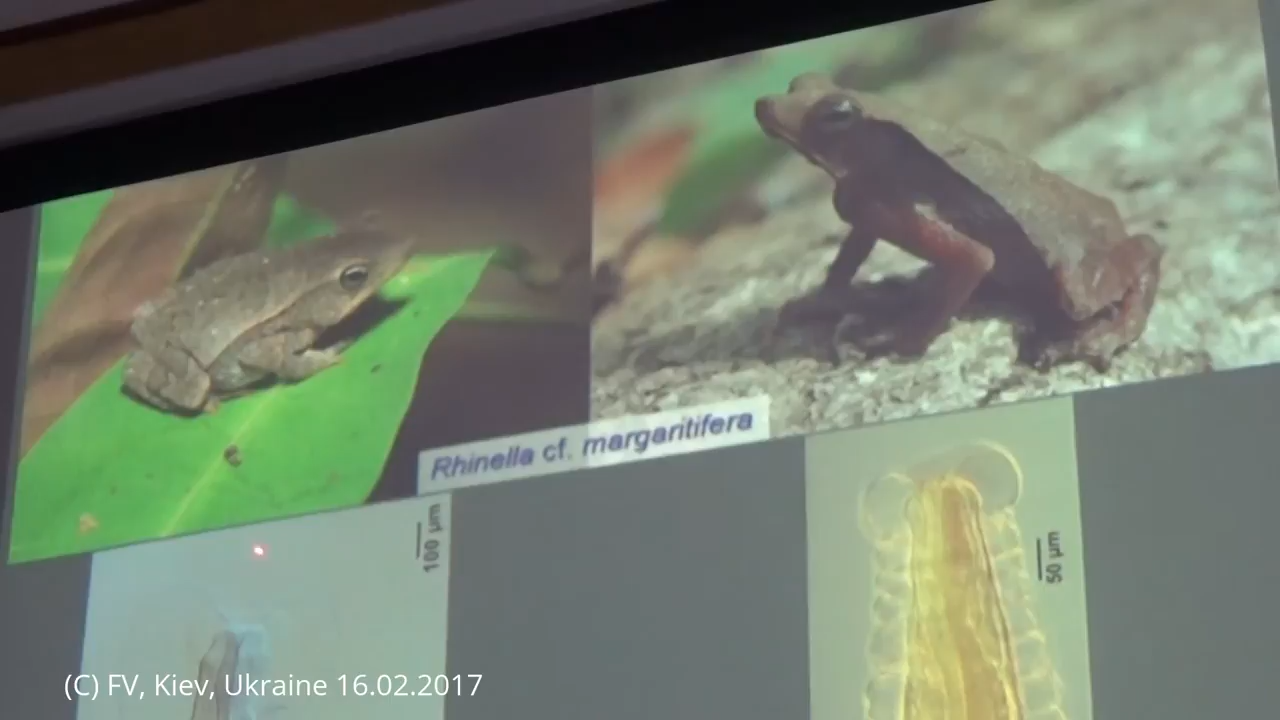 Rhinella cf. margaritifera
100 µm
50 µm
(C) FV, Kiev, Ukraine 16.02.2017